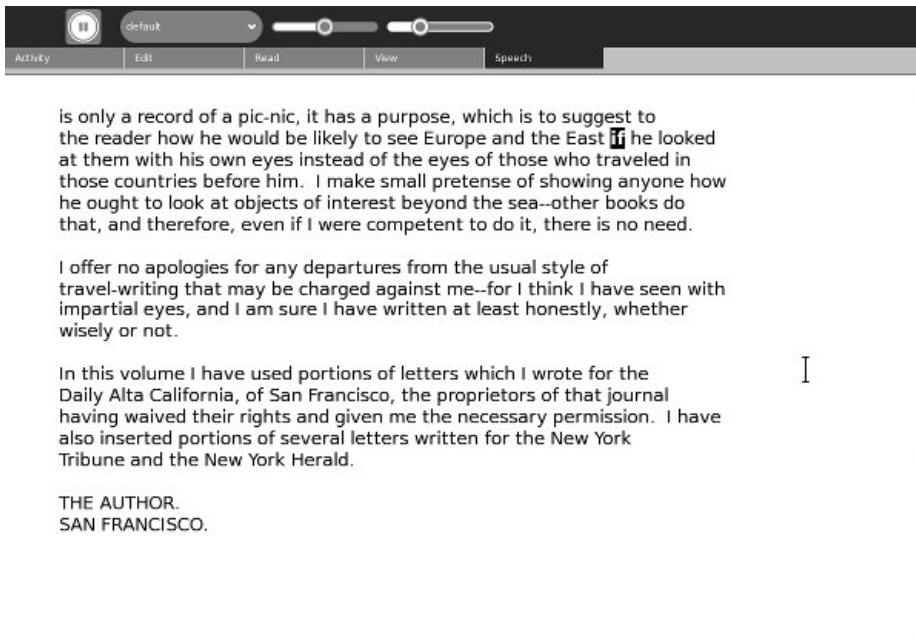 default
Activity Edit Read View Speech
is only a record of a pic-nic, it has a purpose, which is to suggest to
the reader how he would be likely to see Europe and the East if he looked
at them with his own eyes instead of the eyes of those who traveled in
those countries before him.  I make small pretense of showing anyone how
he ought to look at objects of interest beyond the sea--other books do
that, and therefore, even if I were competent to do it, there is no need.
I offer no apologies for any departures from the usual style of
travel-writing that may be charged against me--for I think I have seen with
impartial eyes, and I am sure I have written at least honestly, whether
wisely or not.
In this volume I have used portions of letters which I wrote for the
Daily Alta California, of San Francisco, the proprietors of that journal
having waived their rights and given me the necessary permission.  I have
also inserted portions of several letters written for the New York
Tribune and the New York Herald.
THE AUTHOR.
SAN FRANCISCO.